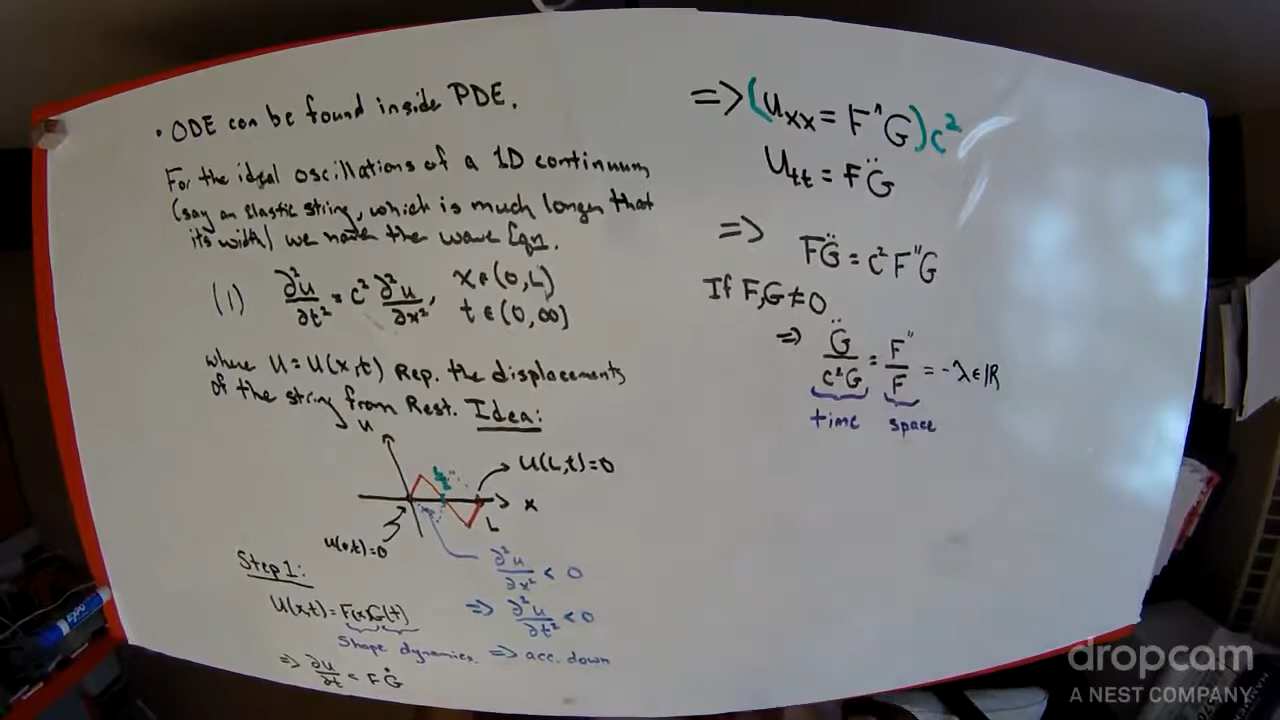 • ODE can be found inside PDE.
For the ideal oscillations of a 1D continuum
(say an elastic string, which is much longer that
its width) we have the wave Eqn.
(1) ∂²u/∂t² = c² ∂²u/∂x², x ∈ (0,L)
t ∈ (0,∞)
where u = u(x,t) Rep. the displacements
of the string from Rest. Idea:
u
u(L,t)=0
x
L
u(0,t)=0
∂²u/∂x² < 0
Step 1:
u(x,t) = F(x)G(t)
⇒ ∂²u/∂t² < 0
Shape dynamics
⇒ acc. down
⇒ ∂u/∂t = FĠ
⇒ (u_xx = F''G)c²
u_tt = FG̈
⇒
FG̈ = c²F''G
If F,G ≠ 0
⇒ G̈/c²G = F''/F = -λ ∈ ℝ
time space
EXPO
dropcam
A NEST COMPANY